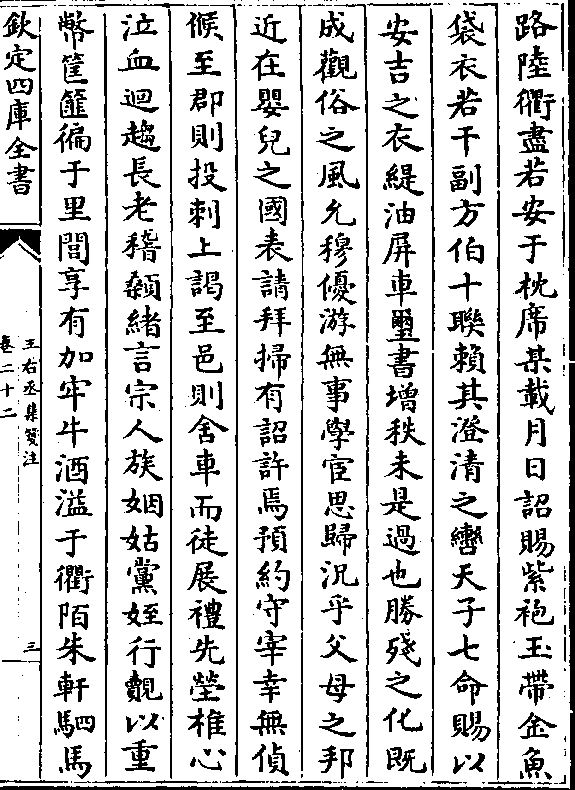 路陸衢盡若安于枕席某載月日詔賜紫袍玉帶金魚
袋衣若干副方伯十聯賴其澄清之轡天子七命賜以
安吉之衣緹油屏車璽書增秩未是過也勝殘之化既
成觀俗之風允穆優游無事學宦思歸況乎父母之邦
近在嬰兒之國表請拜掃有詔許焉預約守宰幸無偵
候至郡則投刺上謁至邑則舍車而徒展禮先塋椎心
泣血迴趨長老稽顙緒言宗人族姻姑黨姪行覿以重
幣筐篚徧于里閭享有加牢牛酒溢于衢陌朱軒駟馬
欽定四庫全書
王右丞集箋注
卷二十二
三